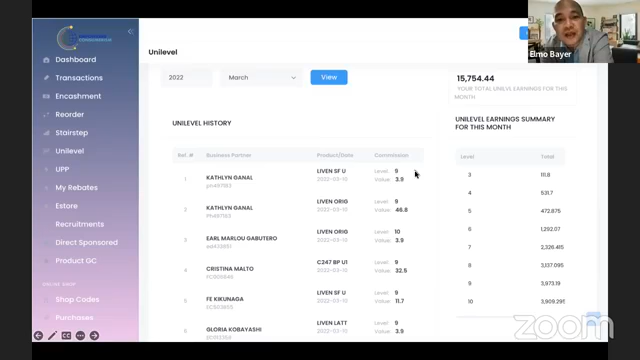 Unilevel
Elmo Bayer
Dashboard
Transactions
Encashment
Reorder
Stairstep
Unilevel
UPP
My Rebates
Estore
Recruitments
Direct Sponsored
Product GC
ONLINE SHOP
Shop Codes
Purchases
2022 March View
15,754.44
YOUR TOTAL UNILVL EARNINGS FOR THIS MONTH
UNILEVEL HISTORY
Ref. # Business Partner Product/Date Commission
1 KATHLYN GANAL LIVEN SF U Level: 9
2022-03-10 Value: 3.9
2 KATHLYN GANAL LIVEN ORIG Level: 9
2022-03-10 Value: 46.8
3 EARL MARLOU GABUTERO LIVEN ORIG Level: 10
2022-03-10 Value: 3.9
4 CRISTINA MALTO C247 BP U1 Level: 9
2022-03-10 Value: 32.5
5 FE KIKUNAGA LIVEN SF U Level: 9
2022-03-10 Value: 11.7
6 GLORIA KOBAYASHI LIVEN LATT Level: 9
2022-03-10 Value: 3.9
UNILEVEL EARNINGS SUMMARY
FOR THIS MONTH
Level Total
3 111.8
4 531.7
5 472.875
6 1,292.07
7 2,326.415
8 3,137.095
9 3,973.19
10 3,909.295
zoom